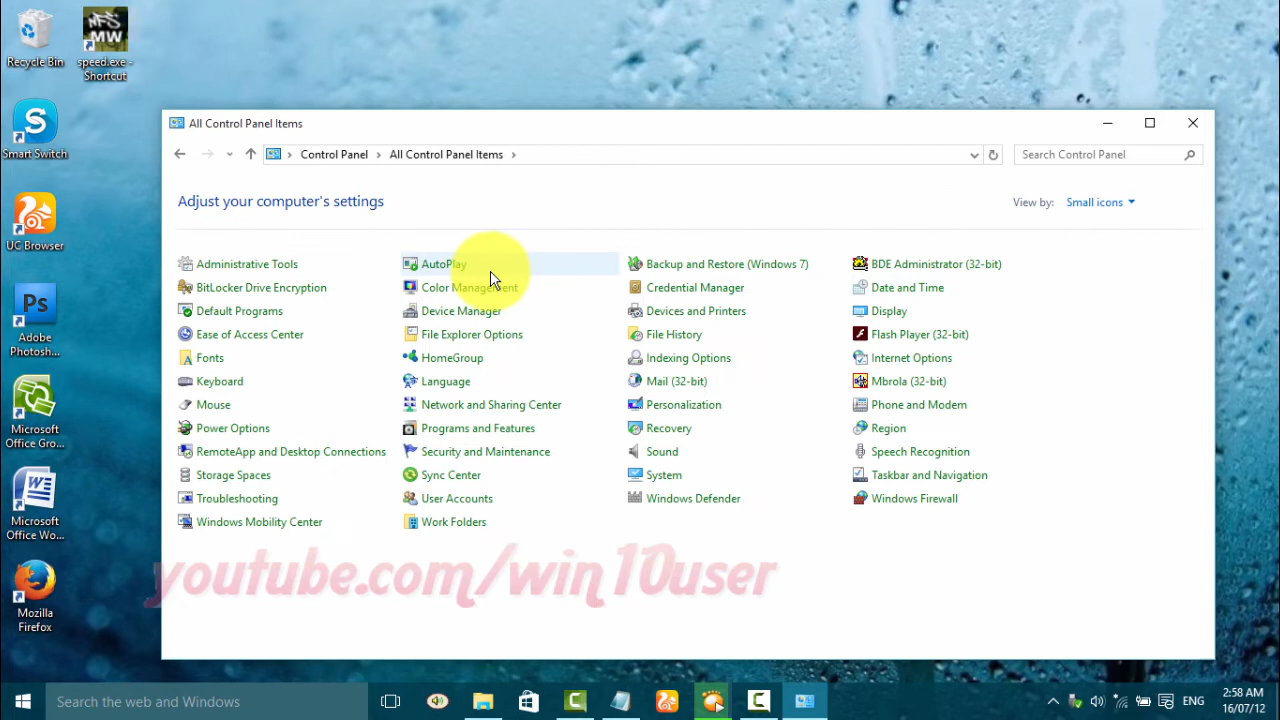 Recycle Bin
speed.exe - Shortcut
Smart Switch
UC Browser
Adobe Photosh...
Microsoft Office Gro...
Microsoft Office Wo...
Mozilla Firefox
NFS MW
All Control Panel Items
Control Panel
All Control Panel Items
Search Control Panel
Adjust your computer's settings
View by: Small icons
Administrative Tools
AutoPlay
Backup and Restore (Windows 7)
BDE Administrator (32-bit)
BitLocker Drive Encryption
Color Management
Credential Manager
Date and Time
Default Programs
Device Manager
Devices and Printers
Display
Ease of Access Center
File Explorer Options
File History
Flash Player (32-bit)
Fonts
HomeGroup
Indexing Options
Internet Options
Keyboard
Language
Mail (32-bit)
Mbrola (32-bit)
Mouse
Network and Sharing Center
Personalization
Phone and Modem
Power Options
Programs and Features
Recovery
Region
RemoteApp and Desktop Connections
Security and Maintenance
Sound
Speech Recognition
Storage Spaces
Sync Center
System
Taskbar and Navigation
Troubleshooting
User Accounts
Windows Defender
Windows Firewall
Windows Mobility Center
Work Folders
youtube.com/win10user
Search the web and Windows
ENG
2:58 AM
16/07/12